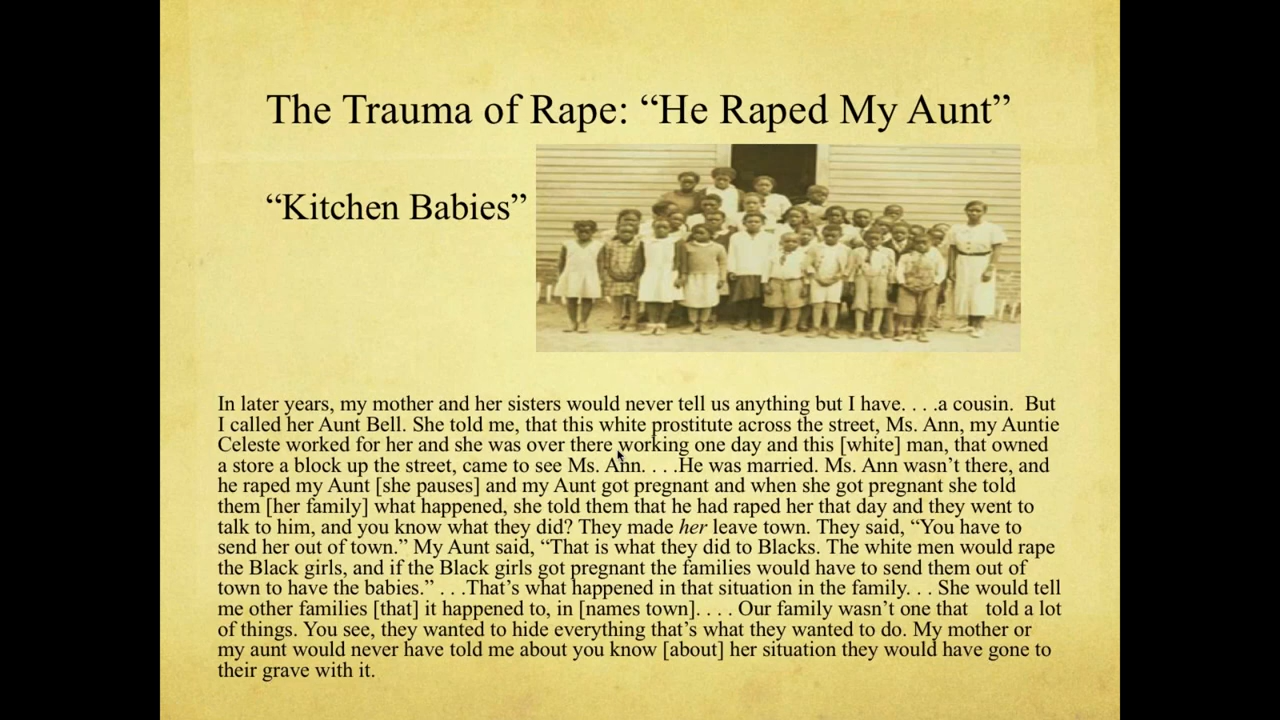 The Trauma of Rape: “He Raped My Aunt”
“Kitchen Babies”
In later years, my mother and her sisters would never tell us anything but I have. . . .a cousin.  But
I called her Aunt Bell. She told me, that this white prostitute across the street, Ms. Ann, my Auntie
Celeste worked for her and she was over there working one day and this [white] man, that owned
a store a block up the street, came to see Ms. Ann. . . .He was married. Ms. Ann wasn’t there, and
he raped my Aunt [she pauses] and my Aunt got pregnant and when she got pregnant she told
them [her family] what happened, she told them that he had raped her that day and they went to
talk to him, and you know what they did? They made her leave town. They said, “You have to
send her out of town.” My Aunt said, “That is what they did to Blacks. The white men would rape
the Black girls, and if the Black girls got pregnant the families would have to send them out of
town to have the babies.” . . .That’s what happened in that situation in the family. . . She would tell
me other families [that] it happened to, in [names town]. . . . Our family wasn’t one that   told a lot
of things. You see, they wanted to hide everything that’s what they wanted to do. My mother or
my aunt would never have told me about you know [about] her situation they would have gone to
their grave with it.